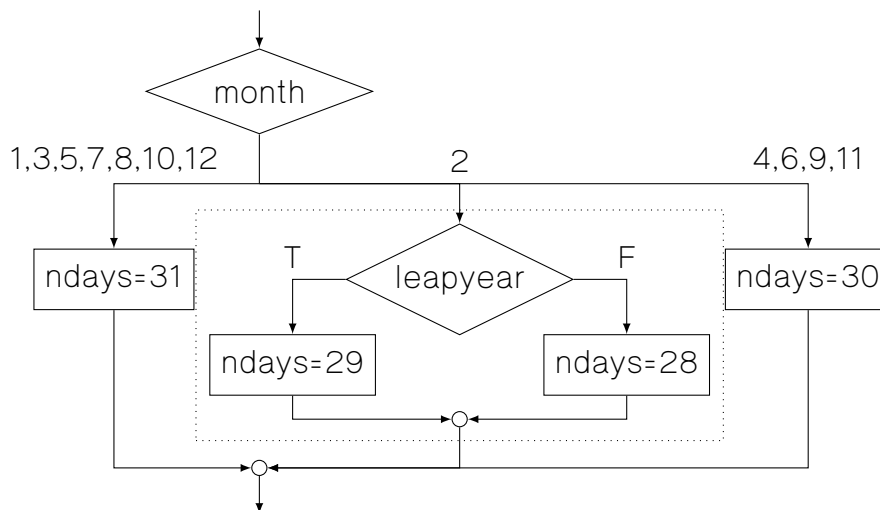 month
1,3,5,7,8,10,12
2
4,6,9,11
T
F
ndays=31
leapyear
ndays=30
ndays=29
ndays=28